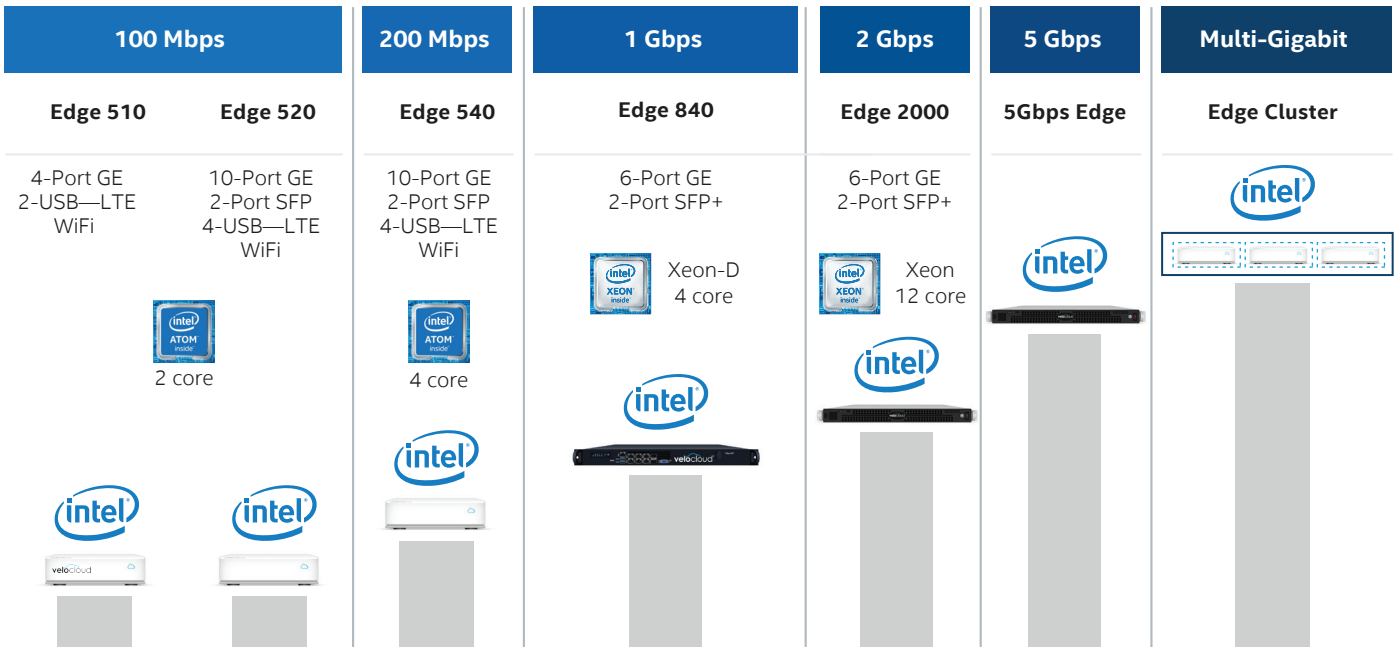 100 Mbps
200 Mbps
1 Gbps
2 Gbps
5 Gbps
Multi-Gigabit
Edge 510
Edge 520
Edge 540
Edge 840
Edge 2000
5Gbps Edge
Edge Cluster
4-Port GE
2-USB—LTE
WiFi
10-Port GE
2-Port SFP
4-USB—LTE
WiFi
10-Port GE
2-Port SFP
4-USB—LTE
WiFi
6-Port GE
2-Port SFP+
6-Port GE
2-Port SFP+
intel
intel
intel
XEON
inside
Xeon-D
4 core
intel
XEON
inside
Xeon
12 core
intel
ATOM
inside
2 core
intel
ATOM
inside
4 core
intel
intel
intel
velocloud
intel
intel
velocloud